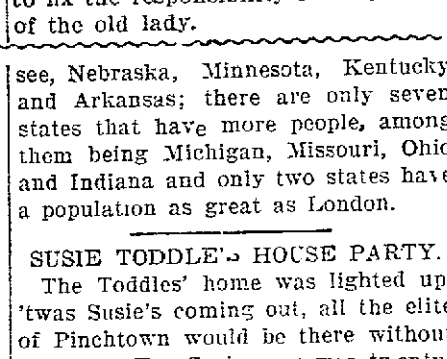 of the old lady.
see, Nebraska, Minnesota, Kentucky
and Arkansas; there are only seven
states that have more people, among
them being Michigan, Missouri, Ohio
and Indiana and only two states have
a population as great as London.
SUSIE TODDLE'S HOUSE PARTY.
The Toddles' home was lighted up
'twas Susie's coming out, all the elite
of Pinchtown would be there without